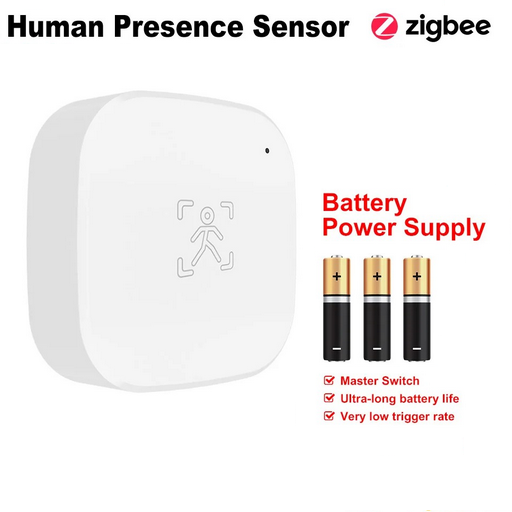 Human Presence Sensor zigbee
Battery
Power Supply
+ + +
Master Switch
Ultra-long battery life
Very low trigger rate